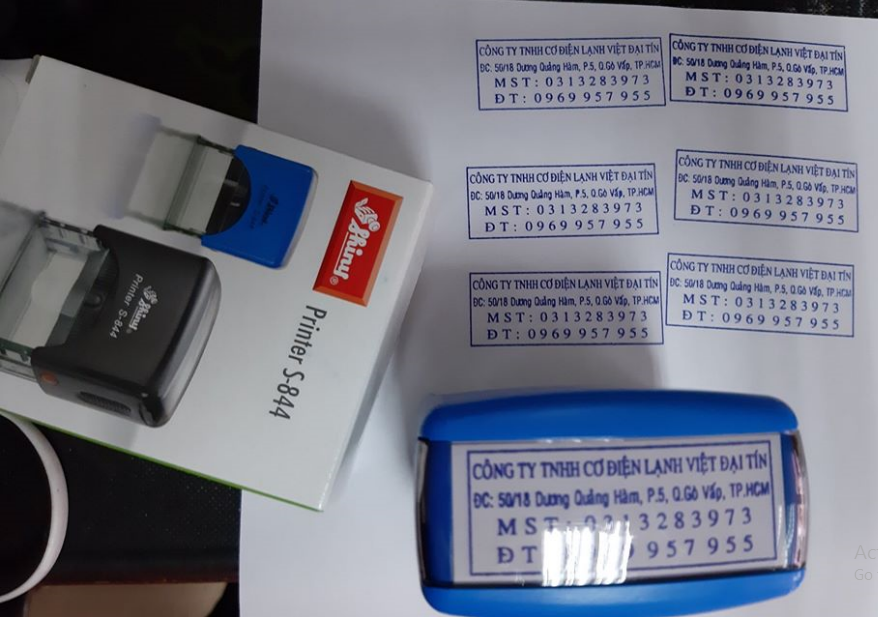 CÔNG TY TNHH CƠ ĐIỆN LẠNH VIỆT ĐẠI TÍN
ĐC: 50/18 Dương Quảng Hàm, P.5, Q.Gò Vấp, TP.HCM
MST: 0313283973
ĐT: 0969 957 955
CÔNG TY TNHH CƠ ĐIỆN LẠNH VIỆT ĐẠI TÍN
ĐC: 50/18 Dương Quảng Hàm, P.5, Q.Gò Vấp, TP.HCM
MST: 0313283973
ĐT: 0969 957 955
CÔNG TY TNHH CƠ ĐIỆN LẠNH VIỆT ĐẠI TÍN
ĐC: 50/18 Dương Quảng Hàm, P.5, Q.Gò Vấp, TP.HCM
MST: 0313283973
ĐT: 0969 957 955
CÔNG TY TNHH CƠ ĐIỆN LẠNH VIỆT ĐẠI TÍN
ĐC: 50/18 Dương Quảng Hàm, P.5, Q.Gò Vấp, TP.HCM
MST: 0313283973
ĐT: 0969 957 955
CÔNG TY TNHH CƠ ĐIỆN LẠNH VIỆT ĐẠI TÍN
ĐC: 50/18 Dương Quảng Hàm, P.5, Q.Gò Vấp, TP.HCM
MST: 0313283973
ĐT: 0969 957 955
CÔNG TY TNHH CƠ ĐIỆN LẠNH VIỆT ĐẠI TÍN
ĐC: 50/18 Dương Quảng Hàm, P.5, Q.Gò Vấp, TP.HCM
MST: 0313283973
ĐT: 0969 957 955
Shiny
Printer S-844
Shiny
Printer S-844
CÔNG TY TNHH CƠ ĐIỆN LẠNH VIỆT ĐẠI TÍN
ĐC: 50/18 Dương Quảng Hàm, P.5, Q.Gò Vấp, TP.HCM
MST: 0313283973
ĐT 957 955
Go